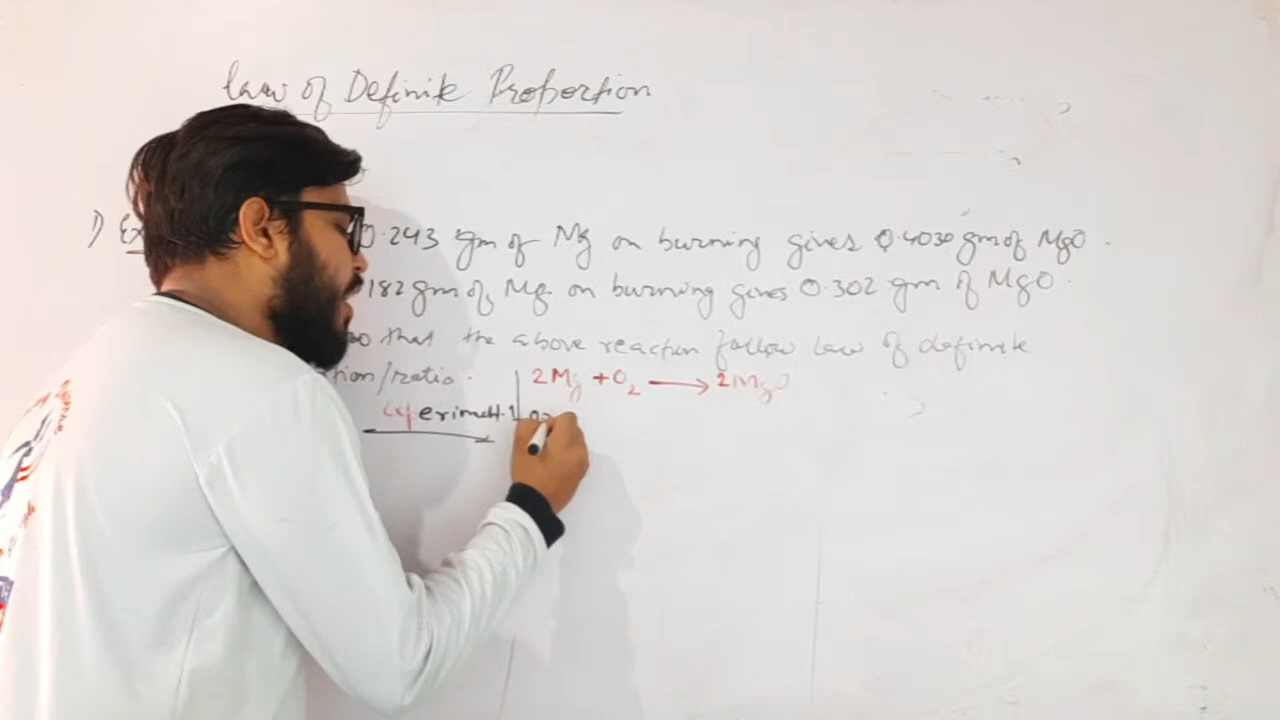 Law of Definite Proportion
1) Ex 0.243 gm of Mg on burning gives 0.4030 gm of MgO.
182 gm of Mg on burning gives 0.302 gm of MgO.
that the above reaction follow law of definite
tion/ratio. 2Mg + O2 → 2MgO
Experiment-1